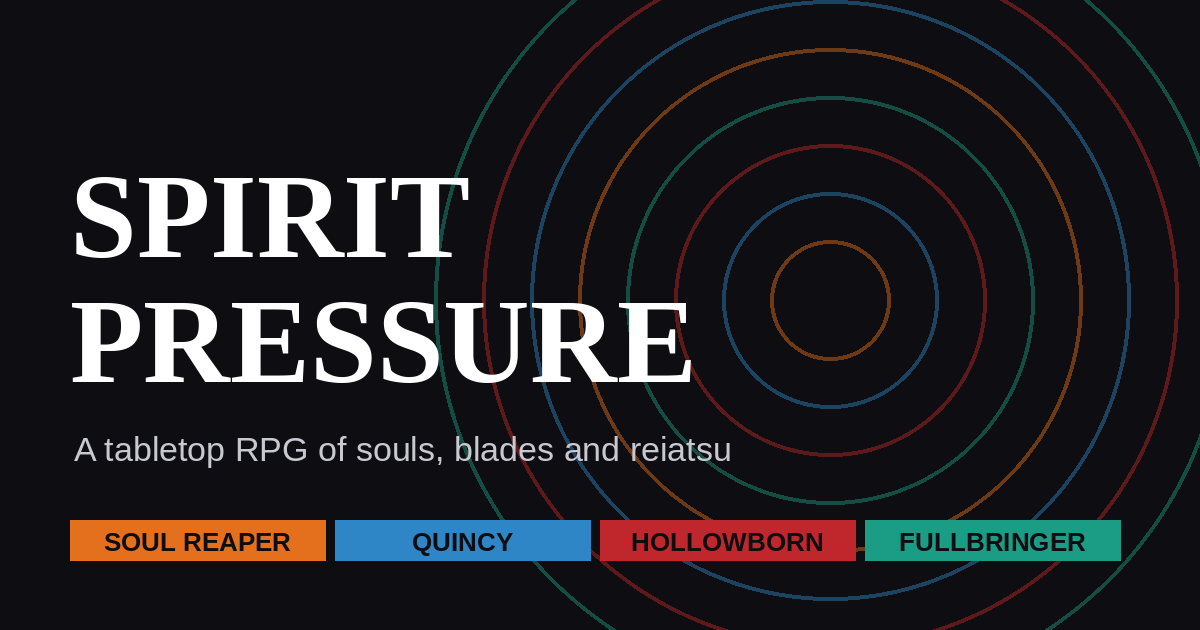 SPIRIT
PRESSURE
A tabletop RPG of souls, blades and reiatsu
SOUL REAPER QUINCY HOLLOWBORN FULLBRINGER